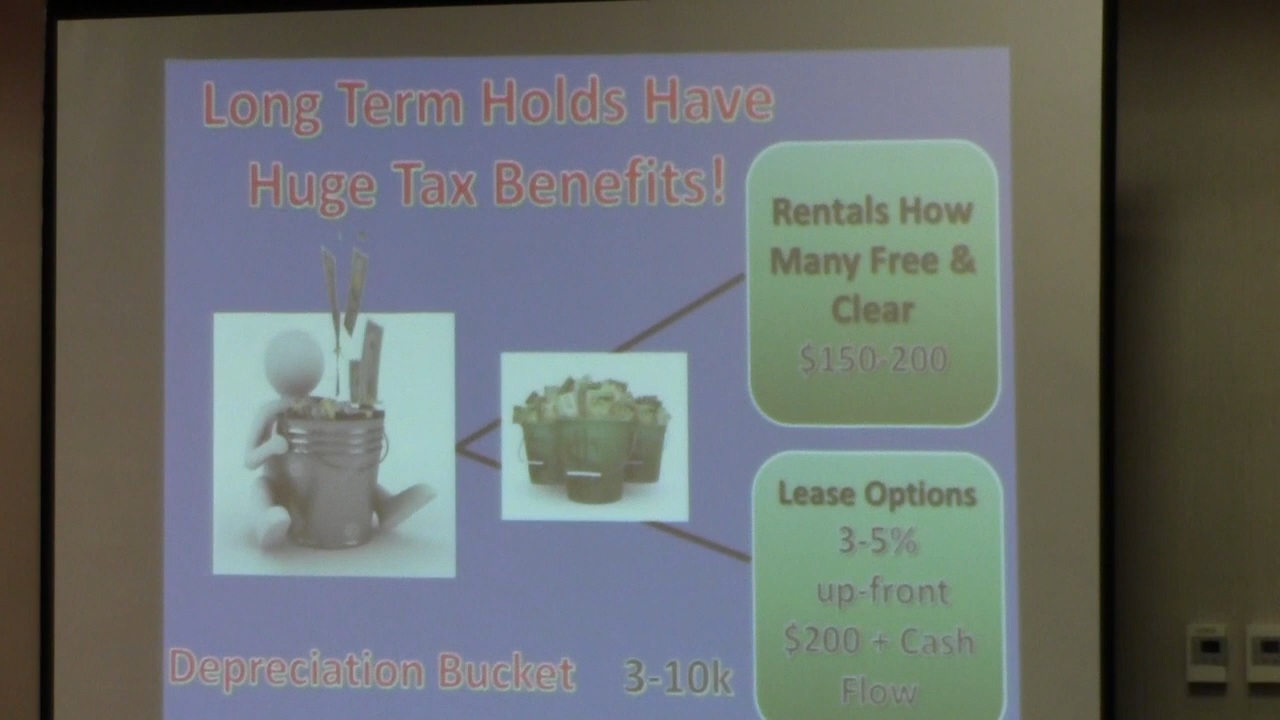 Long Term Holds Have
Huge Tax Benefits!
Rentals How
Many Free &
Clear
$150-200
Lease Options
3-5%
up-front
$200 + Cash
Flow
Depreciation Bucket 3-10k